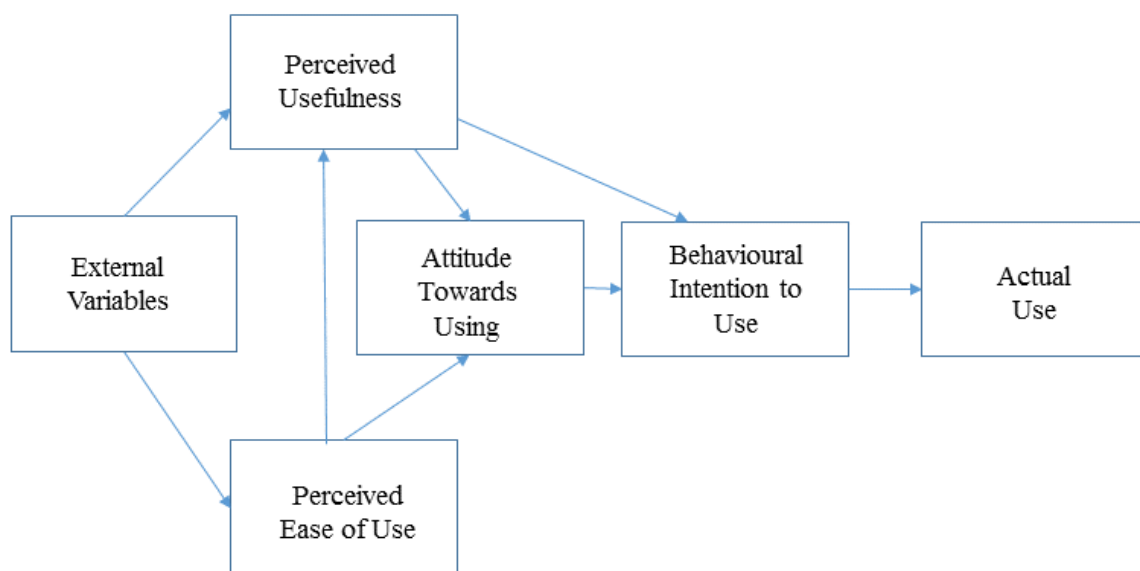 Perceived
Usefulness
External
Variables
Attitude
Towards
Using
Behavioural
Intention to
Use
Actual
Use
Perceived
Ease of Use